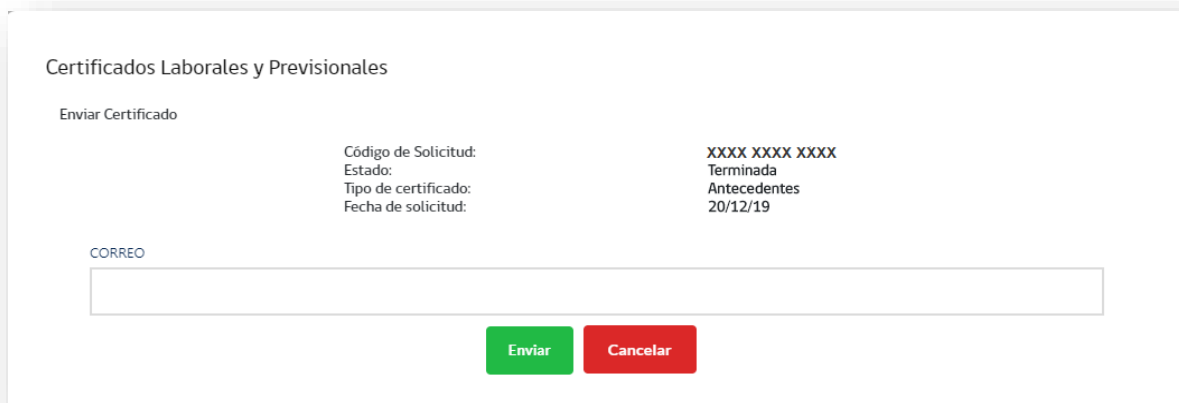 Certificados Laborales y Previsionales
Enviar Certificado
Código de Solicitud: XXXX XXXX XXXX
Estado: Terminada
Tipo de certificado: Antecedentes
Fecha de solicitud: 20/12/19
CORREO
Enviar Cancelar